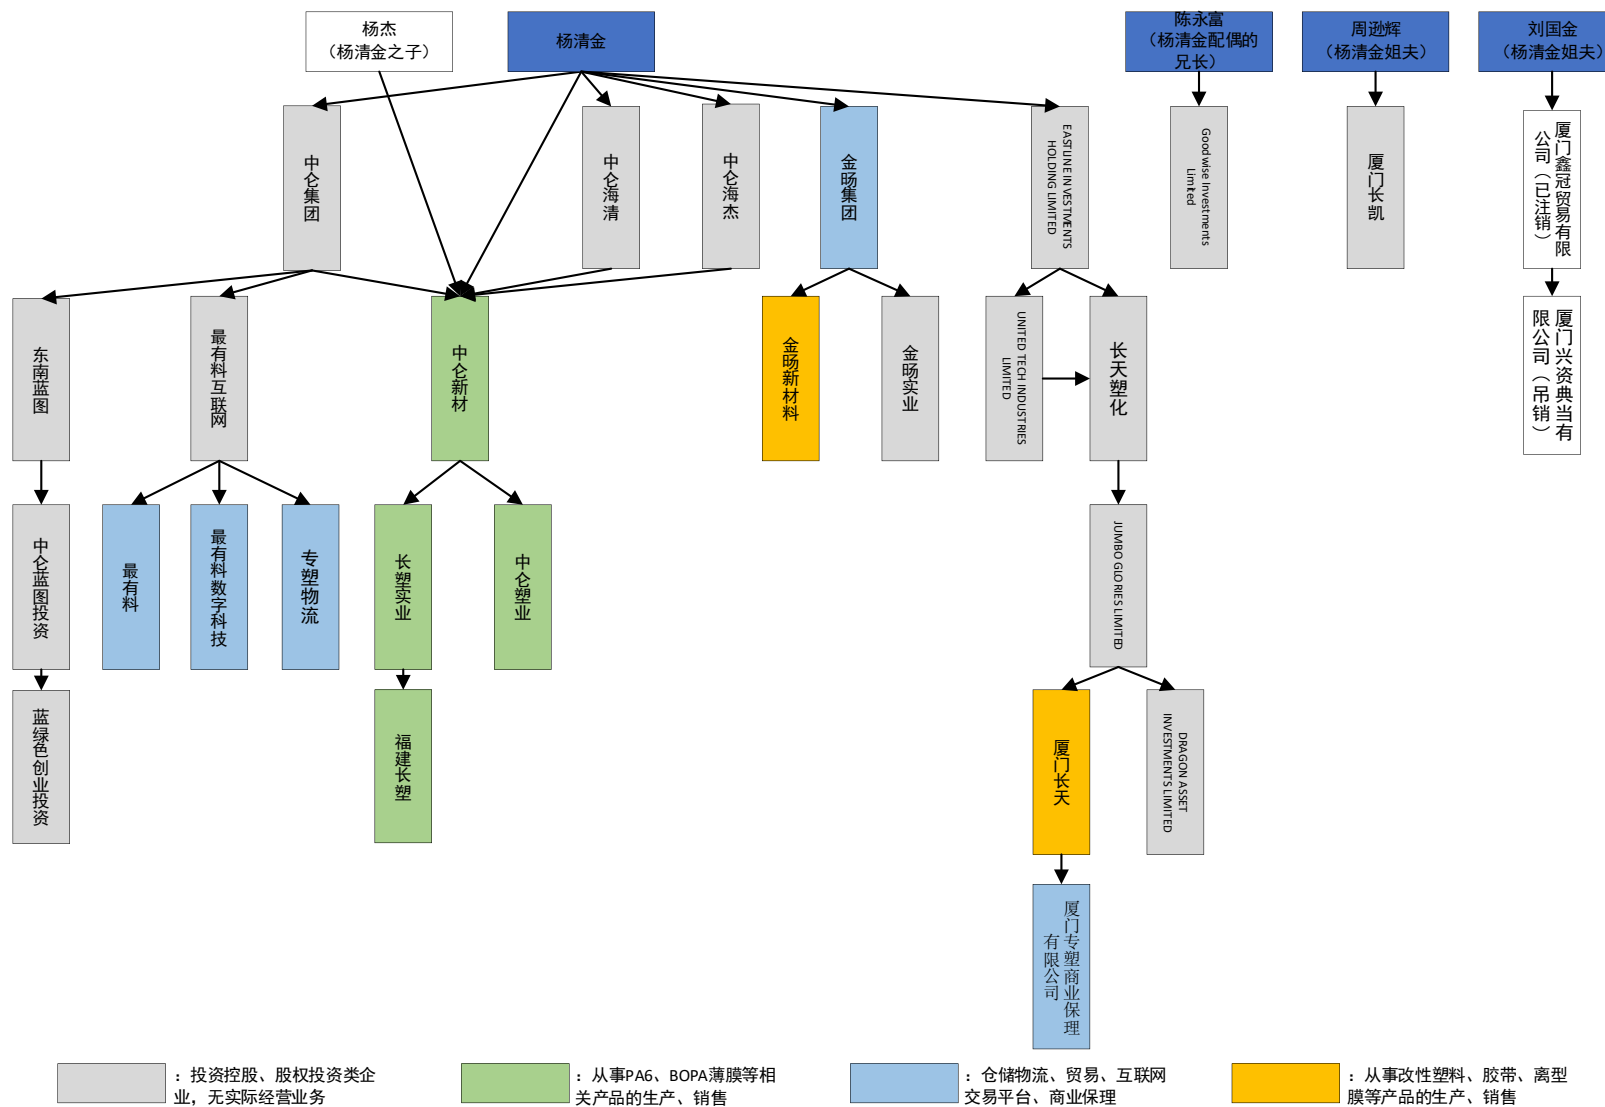 杨杰
（杨清金之子）
杨清金
陈永富
（杨清金配偶的
兄长）
周逊辉
（杨清金姐夫）
刘国金
（杨清金姐夫）
中仑集团
中仑海清
中仑海杰
金旸集团
EASTLINE INVESTMENTS
HOLDING LIMITED
Goodwise Investments
Limited
厦门长凯
厦门鑫冠贸易有限
公司（已注销）
东南蓝图
最有料互联网
中仑新材
金旸新材料
金旸实业
UNITED TECH INDUSTRIES
LIMITED
长天塑化
厦门兴资典当有
限公司（吊销）
中仑蓝图投资
最有料
最有料数字科技
专塑物流
长塑实业
中仑塑业
JUMBO GLORIES LIMITED
蓝绿色创业投资
福建长塑
厦门长天
DRAGON ASSET
INVESTMENTS LIMITED
厦门专塑商业保理
有限公司
：投资控股、股权投资类企
业，无实际经营业务
：从事PA6、BOPA薄膜等相
关产品的生产、销售
：仓储物流、贸易、互联网
交易平台、商业保理
：从事改性塑料、胶带、离型
膜等产品的生产、销售